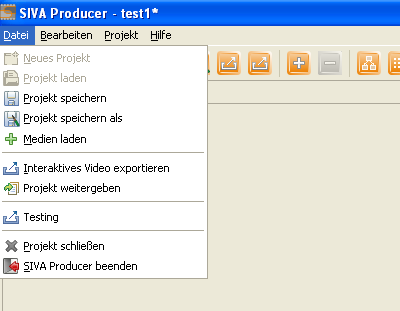 SIVA Producer - test1*
Datei Bearbeiten Projekt Hilfe
Neues Projekt
Projekt laden
Projekt speichern
Projekt speichern als
Medien laden
Interaktives Video exportieren
Projekt weitergeben
Testing
Projekt schließen
SIVA Producer beenden